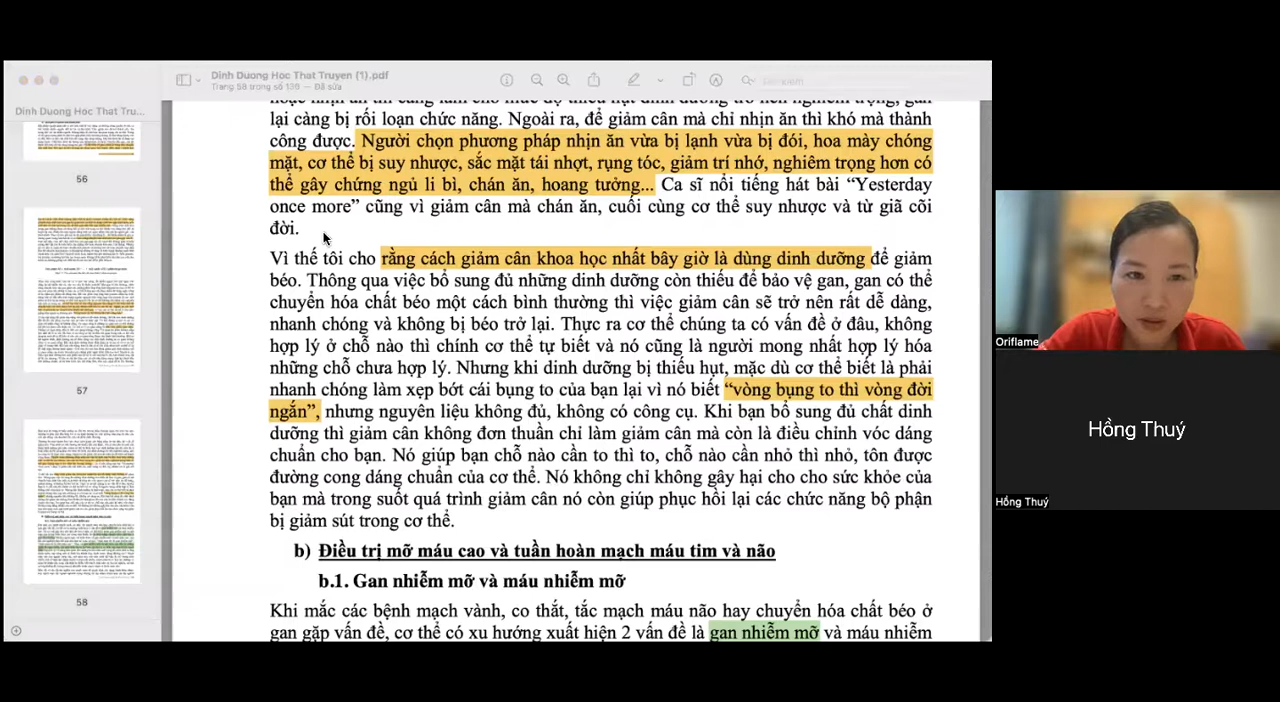 Dinh Duong Hoc That Truyen (1).pdf
Trang 58 trong số 136 — Đã sửa
Tìm kiếm
Dinh Duong Hoc That Tru...
56
57
58
lại càng bị rối loạn chức năng. Ngoài ra, để giảm cân mà chỉ nhịn ăn thì khó mà thành
công được. Người chọn phương pháp nhịn ăn vừa bị lạnh vừa bị đói, hoa mày chóng
mặt, cơ thể bị suy nhược, sắc mặt tái nhợt, rụng tóc, giảm trí nhớ, nghiêm trọng hơn có
thể gây chứng ngủ li bì, chán ăn, hoang tưởng... Ca sĩ nổi tiếng hát bài “Yesterday
once more” cũng vì giảm cân mà chán ăn, cuối cùng cơ thể suy nhược và từ giã cõi
đời.
Vì thế tôi cho rằng cách giảm cân khoa học nhất bây giờ là dùng dinh dưỡng để giảm
béo. Thông qua việc bổ sung những dinh dưỡng còn thiếu sẽ bảo vệ gan, gan có thể
chuyển hóa chất béo một cách bình thường thì việc giảm cân sẽ trở nên rất dễ dàng,
nhanh chóng và không bị béo lại. Thực ra cơ thể chúng ta có vấn đề ở đâu, không
hợp lý ở chỗ nào thì chính cơ thể tự biết và nó cũng là người mong nhất hợp lý hóa
những chỗ chưa hợp lý. Nhưng khi dinh dưỡng bị thiếu hụt, mặc dù cơ thể biết là phải
nhanh chóng làm xẹp bớt cái bụng to của bạn lại vì nó biết “vòng bụng to thì vòng đời
ngắn”, nhưng nguyên liệu không đủ, không có công cụ. Khi bạn bổ sung đủ chất dinh
dưỡng thì giảm cân không đơn thuần chỉ làm giảm cân mà còn là việc chỉnh vóc dáng
chuẩn cho bạn. Nó giúp bạn chỗ nào cần to thì to, chỗ nào cần nhỏ thì nhỏ, tôn được
những đường cong chuẩn của bạn. Nó không chỉ không gây hại gì cho sức khỏe của
bạn mà trong suốt quá trình giảm béo nó còn giúp phục hồi lại các chức năng bộ phận
bị giảm sút trong cơ thể.
b) Điều trị mỡ máu cao và tuần hoàn mạch máu tim và não
b.1. Gan nhiễm mỡ và máu nhiễm mỡ
Khi mắc các bệnh mạch vành, co thắt, tắc mạch máu não hay chuyển hóa chất béo ở
gan gặp vấn đề, cơ thể có xu hướng xuất hiện 2 vấn đề là gan nhiễm mỡ và máu nhiễm
Oriflame
Hồng Thuý
Hồng Thuý